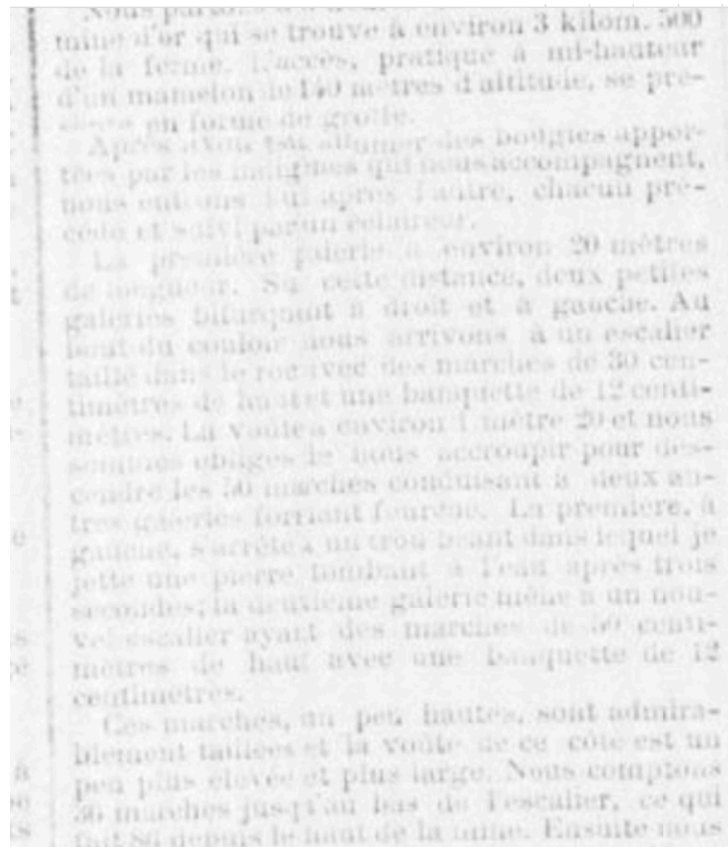 Nous partons
mine d'or qui se trouve à environ 3 kilom. 500
de la ferme. L'accès, pratiqué à mi-hauteur
d'un mamelon de 140 mètres d'altitude, se pré-
sente en forme de grotte.
Après avoir fait allumer des bougies appor-
tées par les indigènes qui nous accompagnent,
nous entrons l'un après l'autre, chacun pré-
cédé et suivi par un éclaireur.
La première galerie a environ 20 mètres
de longueur. Sur cette distance, deux petites
galeries bifurquent à droit et à gauche. Au
bout du couloir nous arrivons à un escalier
taillé dans le roc avec des marches de 30 cen-
timètres de haut et une banquette de 12 centi-
mètres. La voûte a environ 1 mètre 20 et nous
sommes obligés de nous accroupir pour des-
cendre les 50 marches conduisant à deux au-
tres galeries formant fourche. La première, à
gauche, s'arrête à un trou béant dans lequel je
jette une pierre tombant à l'eau après trois
secondes; la deuxième galerie mène à un nou-
vel escalier ayant des marches de centi-
mètres de haut avec une banquette de 12
centimètres.
Ces marches, un peu hautes, sont admira-
blement taillées et la voûte de ce côté est un
peu plus élevée et plus large. Nous comptons
36 marches jusqu'au bas de l'escalier, ce qui
fait 86 depuis le haut de la mine. Ensuite nous